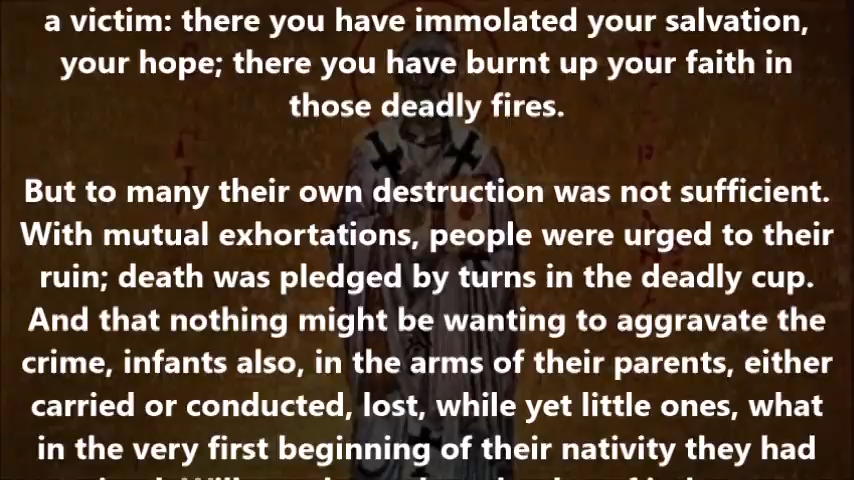 a victim: there you have immolated your salvation,
your hope; there you have burnt up your faith in
those deadly fires.
But to many their own destruction was not sufficient.
With mutual exhortations, people were urged to their
ruin; death was pledged by turns in the deadly cup.
And that nothing might be wanting to aggravate the
crime, infants also, in the arms of their parents, either
carried or conducted, lost, while yet little ones, what
in the very first beginning of their nativity they had